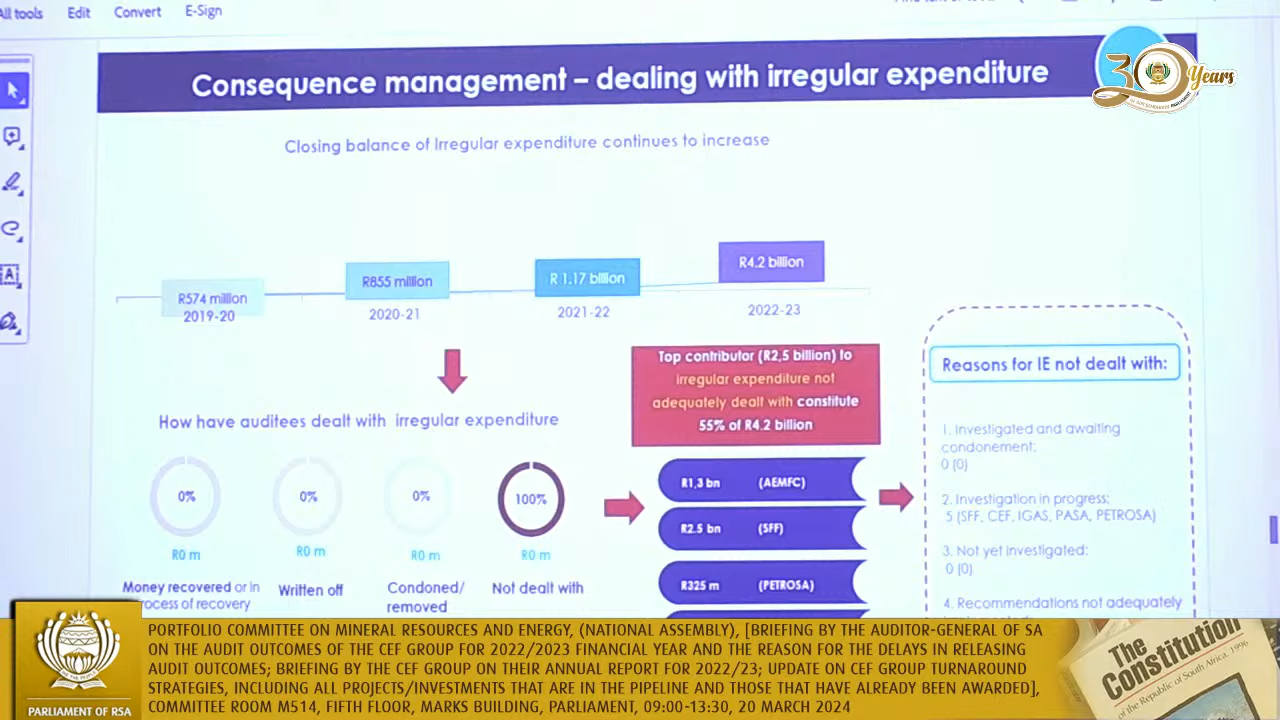 All tools Edit Convert E-Sign
Consequence management – dealing with irregular expenditure
30 Years
Closing balance of Irregular expenditure continues to increase
R574 million
2019-20
R855 million
2020-21
R 1.17 billion
2021-22
R4.2 billion
2022-23
How have auditees dealt with irregular expenditure
0%
0%
0%
100%
R0 m
R0 m
R0 m
R0 m
Money recovered or in
process of recovery
Written off
Condoned/
removed
Not dealt with
Top contributor (R2,5 billion) to
irregular expenditure not
adequately dealt with constitute
55% of R4.2 billion
R1,3 bn (AEMFC)
R2.5 bn (SFF)
R325 m (PETROSA)
Reasons for IE not dealt with:
1. Investigated and awaiting
condonement:
0 (0)
2. Investigation in progress:
5 (SFF, CEF, IGAS, PASA, PETROSA)
3. Not yet investigated:
0 (0)
4. Recommendations not adequately
PARLIAMENT OF RSA
PORTFOLIO COMMITTEE ON MINERAL RESOURCES AND ENERGY, (NATIONAL ASSEMBLY), [BRIEFING BY THE AUDITOR-GENERAL OF SA
ON THE AUDIT OUTCOMES OF THE CEF GROUP FOR 2022/2023 FINANCIAL YEAR AND THE REASON FOR THE DELAYS IN RELEASING
AUDIT OUTCOMES; BRIEFING BY THE CEF GROUP ON THEIR ANNUAL REPORT FOR 2022/23; UPDATE ON CEF GROUP TURNAROUND
STRATEGIES, INCLUDING ALL PROJECTS/INVESTMENTS THAT ARE IN THE PIPELINE AND THOSE THAT HAVE ALREADY BEEN AWARDED],
COMMITTEE ROOM M514, FIFTH FLOOR, MARKS BUILDING, PARLIAMENT, 09:00-13:30, 20 MARCH 2024
The
Constitution
of the Republic of South Africa, 1996